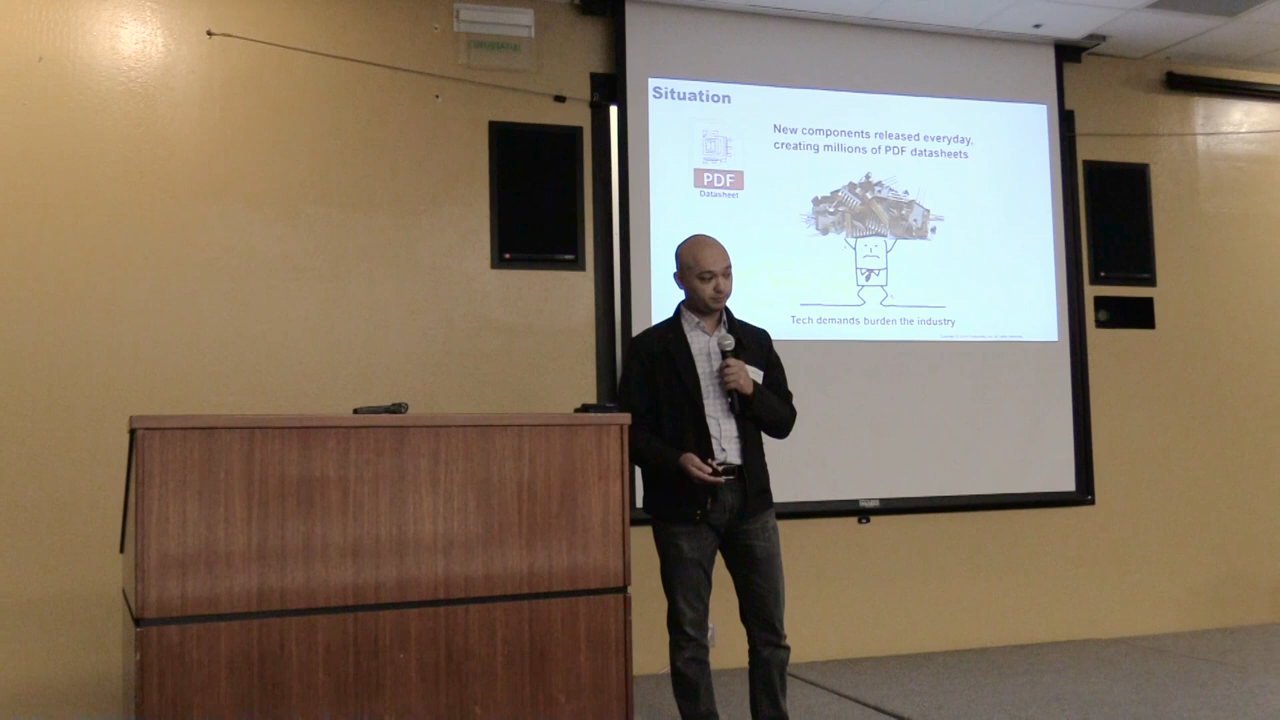 Situation
New components released everyday,
creating millions of PDF datasheets
PDF
Datasheet
Tech demands burden the industry